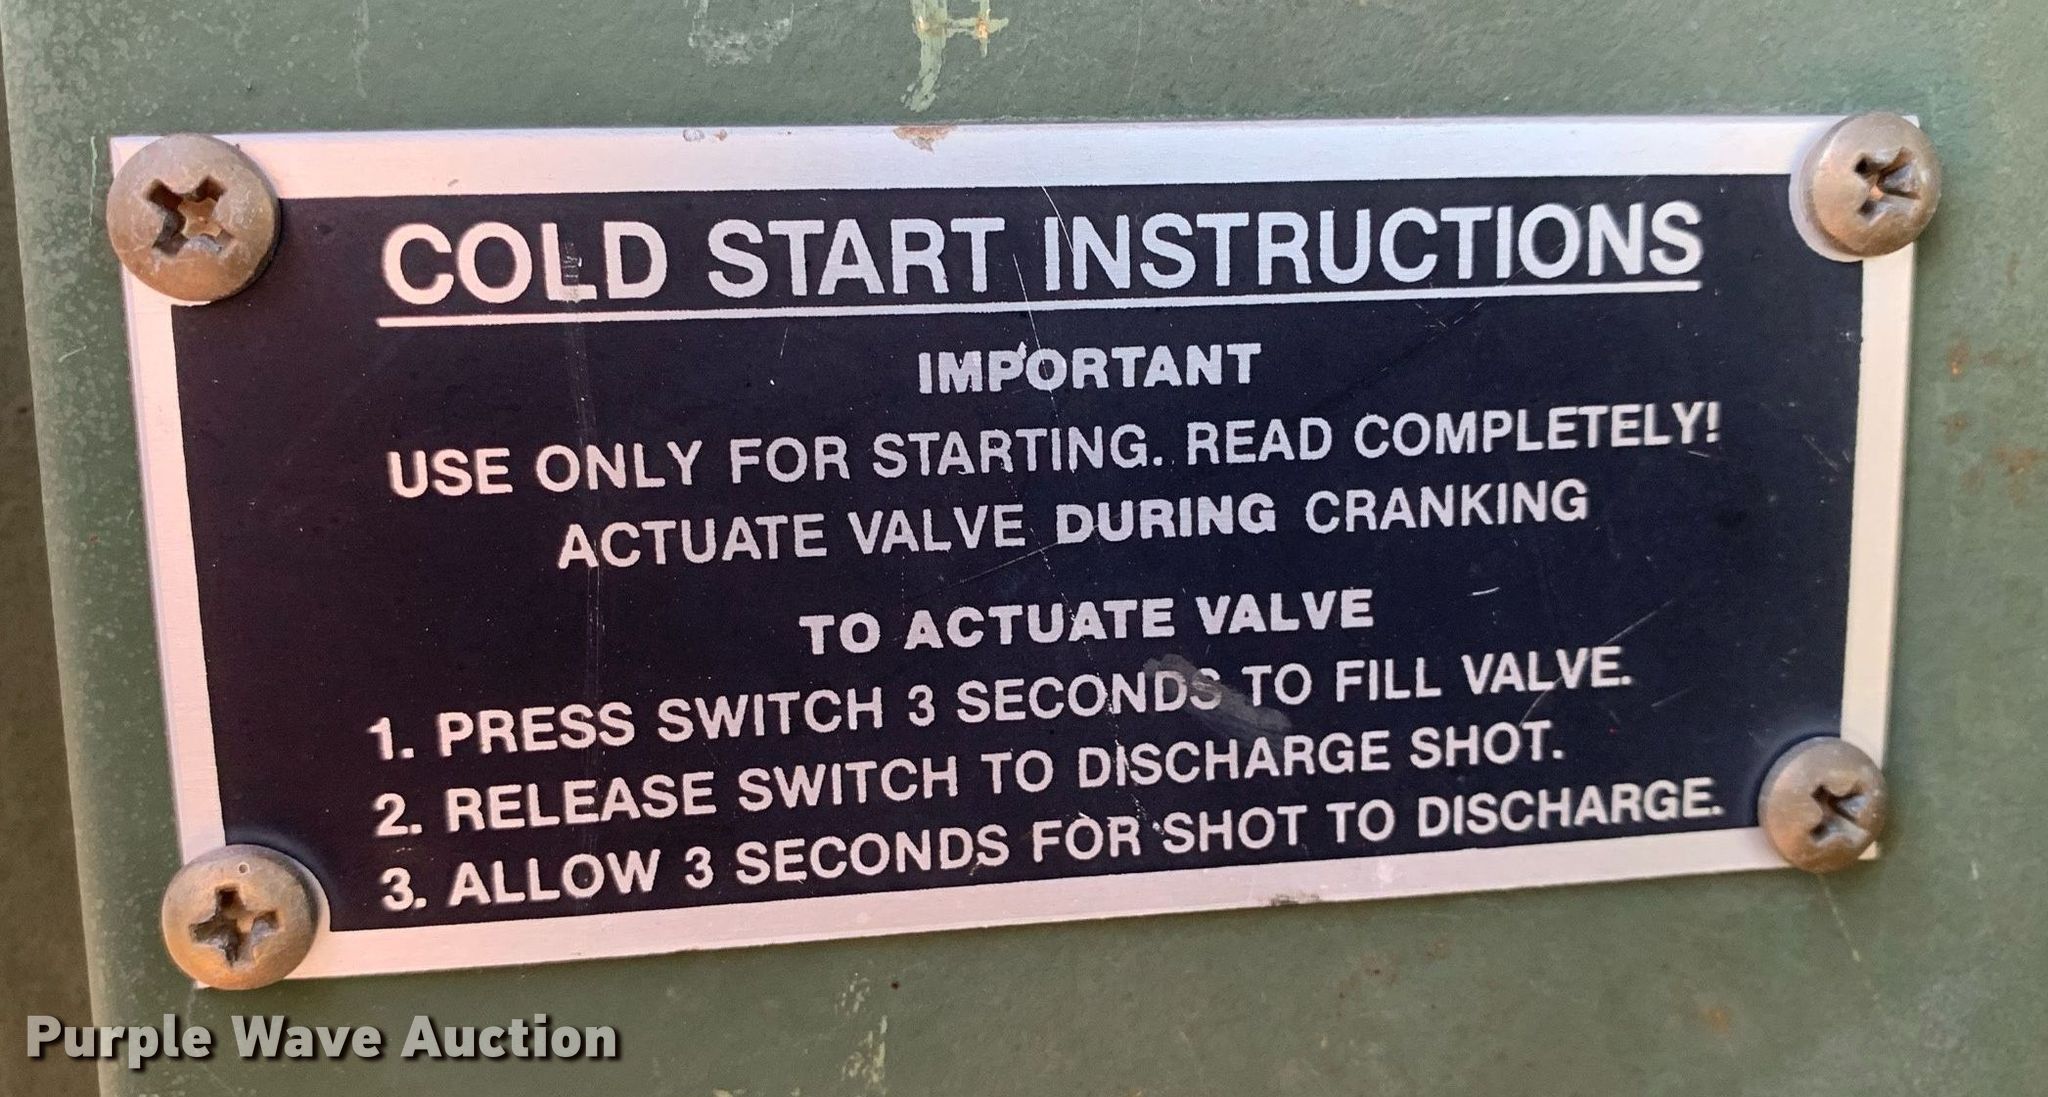 COLD START INSTRUCTIONS
IMPORTANT
USE ONLY FOR STARTING. READ COMPLETELY!
ACTUATE VALVE DURING CRANKING
TO ACTUATE VALVE
1. PRESS SWITCH 3 SECONDS TO FILL VALVE.
2. RELEASE SWITCH TO DISCHARGE SHOT.
3. ALLOW 3 SECONDS FOR SHOT TO DISCHARGE.
Purple Wave Auction